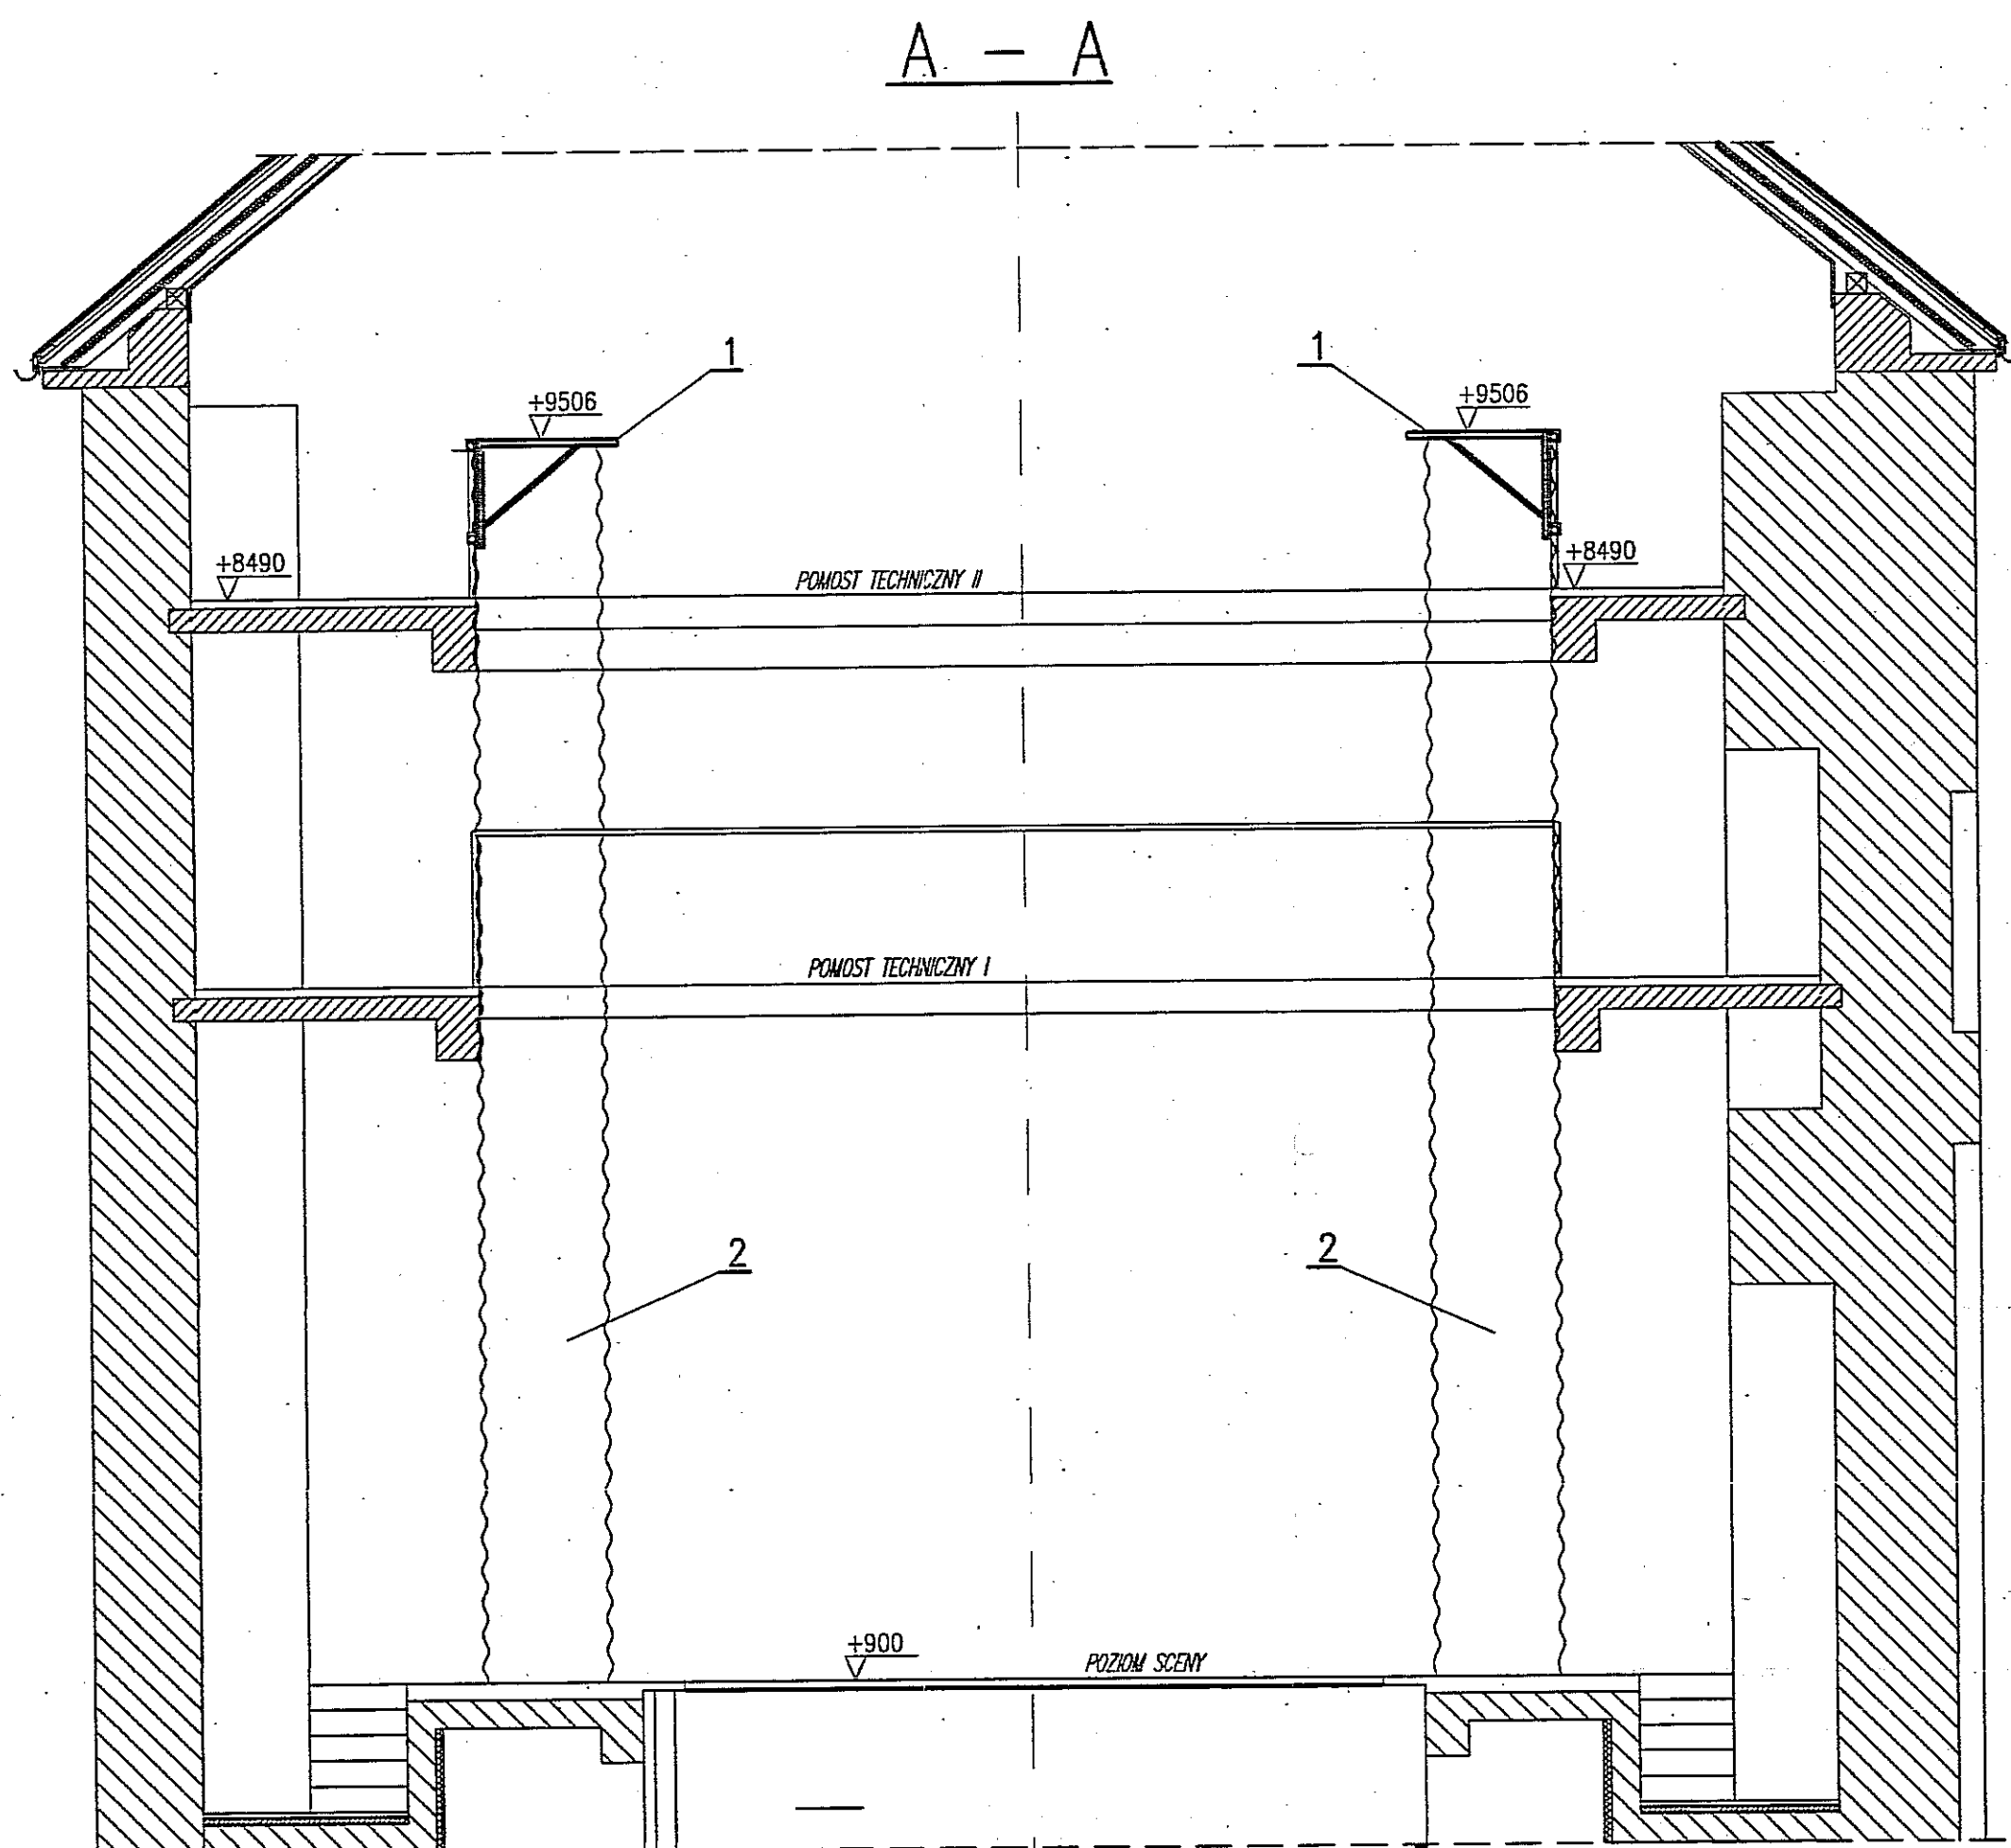 A - A
1
1
+9506
+9506
+8490
POMOST TECHNICZNY II
+8490
POMOST TECHNICZNY I
2
2
+900
POZIOM SCENY